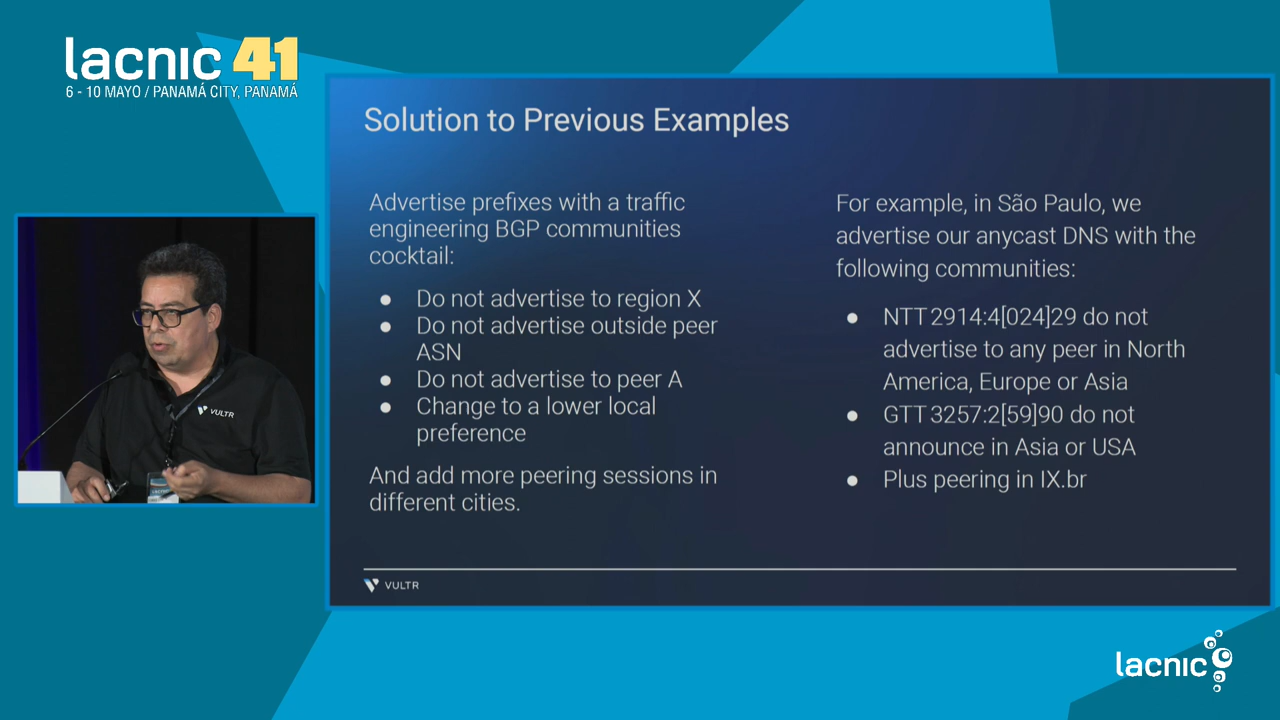 lacnic 41
6 - 10 MAYO / PANAMÁ CITY, PANAMÁ
Solution to Previous Examples
Advertise prefixes with a traffic
engineering BGP communities
cocktail:
● Do not advertise to region X
● Do not advertise outside peer
ASN
● Do not advertise to peer A
● Change to a lower local
preference
And add more peering sessions in
different cities.
For example, in São Paulo, we
advertise our anycast DNS with the
following communities:
● NTT 2914:4[024]29 do not
advertise to any peer in North
America, Europe or Asia
● GTT 3257:2[59]90 do not
announce in Asia or USA
● Plus peering in IX.br
VULTR
VULTR
lacnic